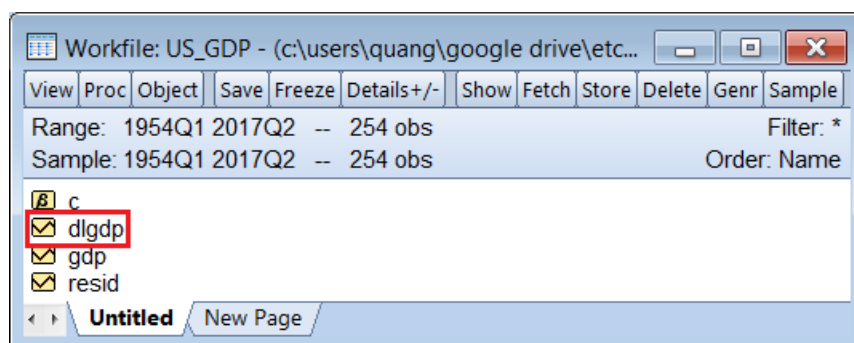 Workfile: US_GDP - (c:\users\quang\google drive\etc...
View Proc Object Save Freeze Details+/- Show Fetch Store Delete Genr Sample
Range: 1954Q1 2017Q2 -- 254 obs Filter: *
Sample: 1954Q1 2017Q2 -- 254 obs Order: Name
β c
dlgdp
gdp
resid
Untitled New Page